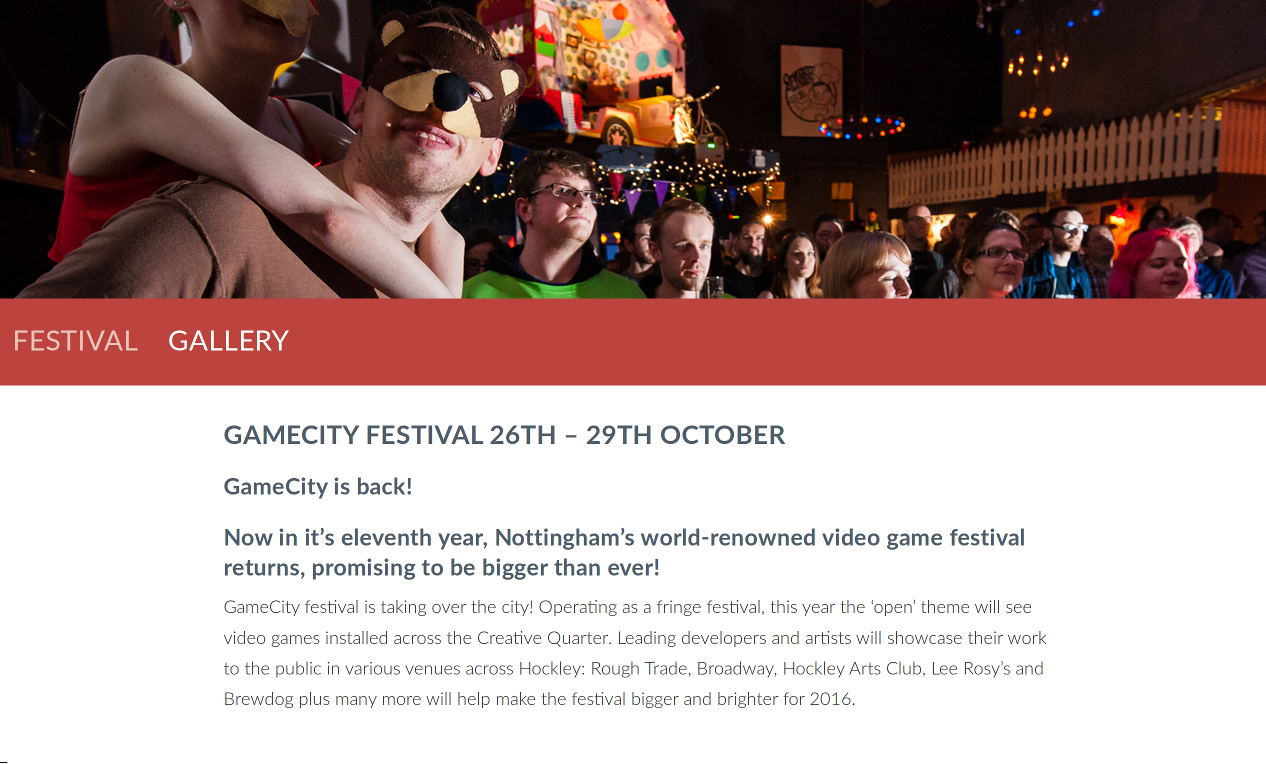 FESTIVAL GALLERY
GAMECITY FESTIVAL 26TH – 29TH OCTOBER
GameCity is back!
Now in it’s eleventh year, Nottingham’s world-renowned video game festival
returns, promising to be bigger than ever!
GameCity festival is taking over the city! Operating as a fringe festival, this year the ‘open’ theme will see
video games installed across the Creative Quarter. Leading developers and artists will showcase their work
to the public in various venues across Hockley: Rough Trade, Broadway, Hockley Arts Club, Lee Rosy’s and
Brewdog plus many more will help make the festival bigger and brighter for 2016.